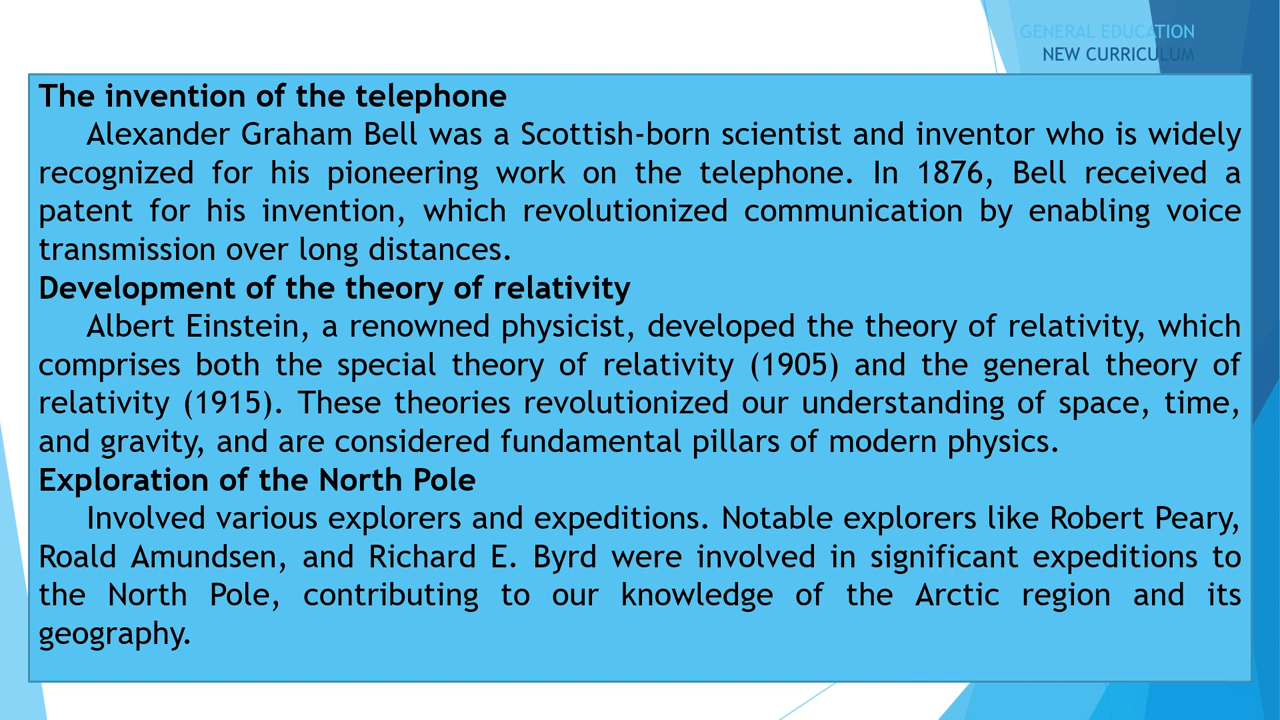 GENERAL EDUCATION
NEW CURRICULUM
The invention of the telephone
Alexander Graham Bell was a Scottish-born scientist and inventor who is widely
recognized for his pioneering work on the telephone. In 1876, Bell received a
patent for his invention, which revolutionized communication by enabling voice
transmission over long distances.
Development of the theory of relativity
Albert Einstein, a renowned physicist, developed the theory of relativity, which
comprises both the special theory of relativity (1905) and the general theory of
relativity (1915). These theories revolutionized our understanding of space, time,
and gravity, and are considered fundamental pillars of modern physics.
Exploration of the North Pole
Involved various explorers and expeditions. Notable explorers like Robert Peary,
Roald Amundsen, and Richard E. Byrd were involved in significant expeditions to
the North Pole, contributing to our knowledge of the Arctic region and its
geography.